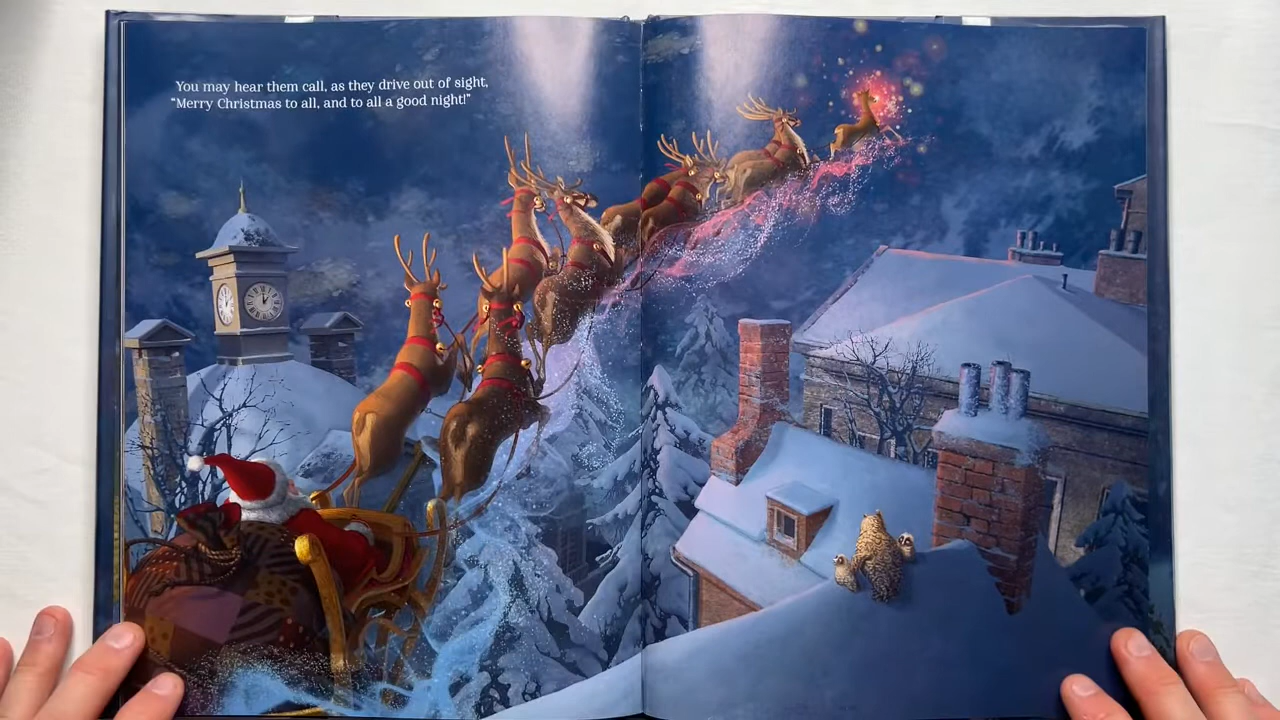 You may hear them call, as they drive out of sight,
“Merry Christmas to all, and to all a good night!”